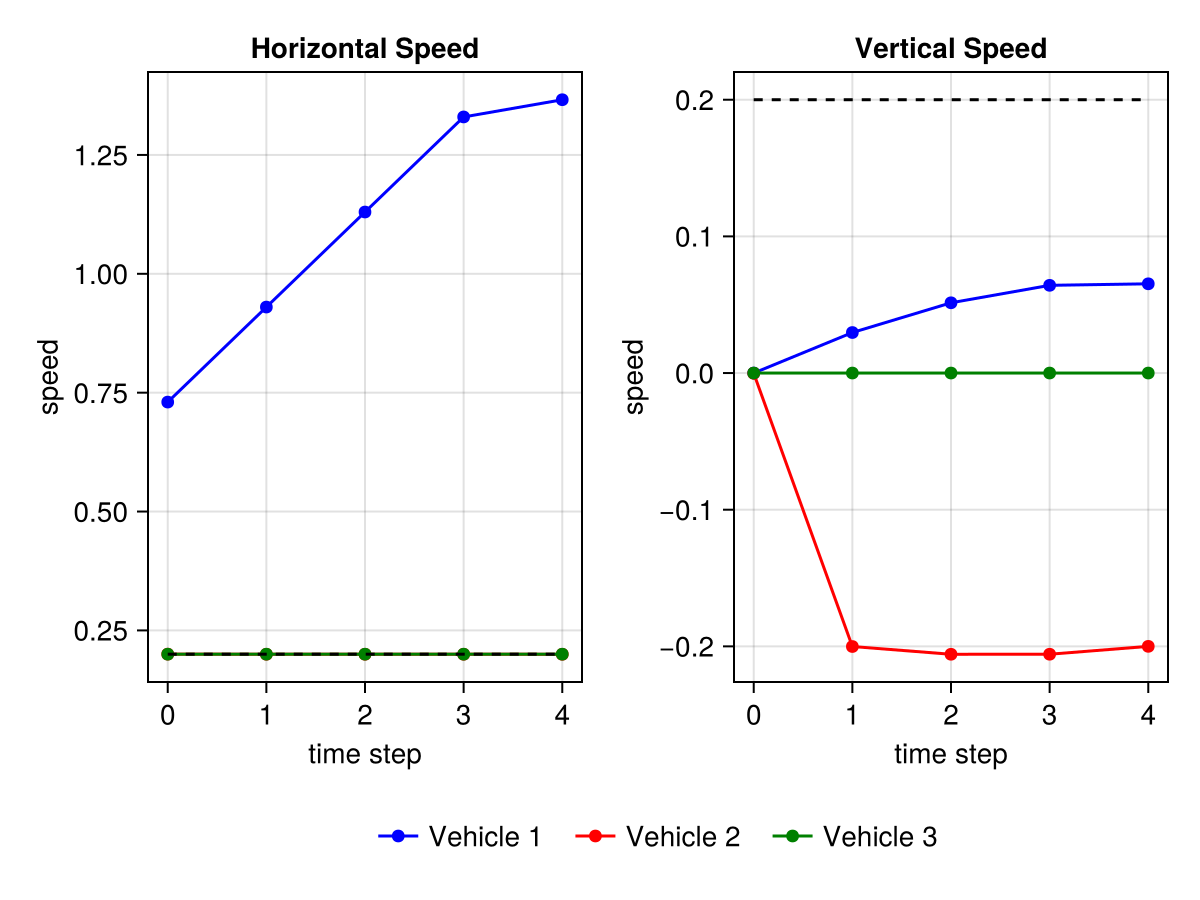 Horizontal Speed
1.25
1.00
0.75
0.50
0.25
speed
0 1 2 3 4
time step
Vertical Speed
0.2
0.1
0.0
−0.1
−0.2
speed
0 1 2 3 4
time step
Vehicle 1 Vehicle 2 Vehicle 3